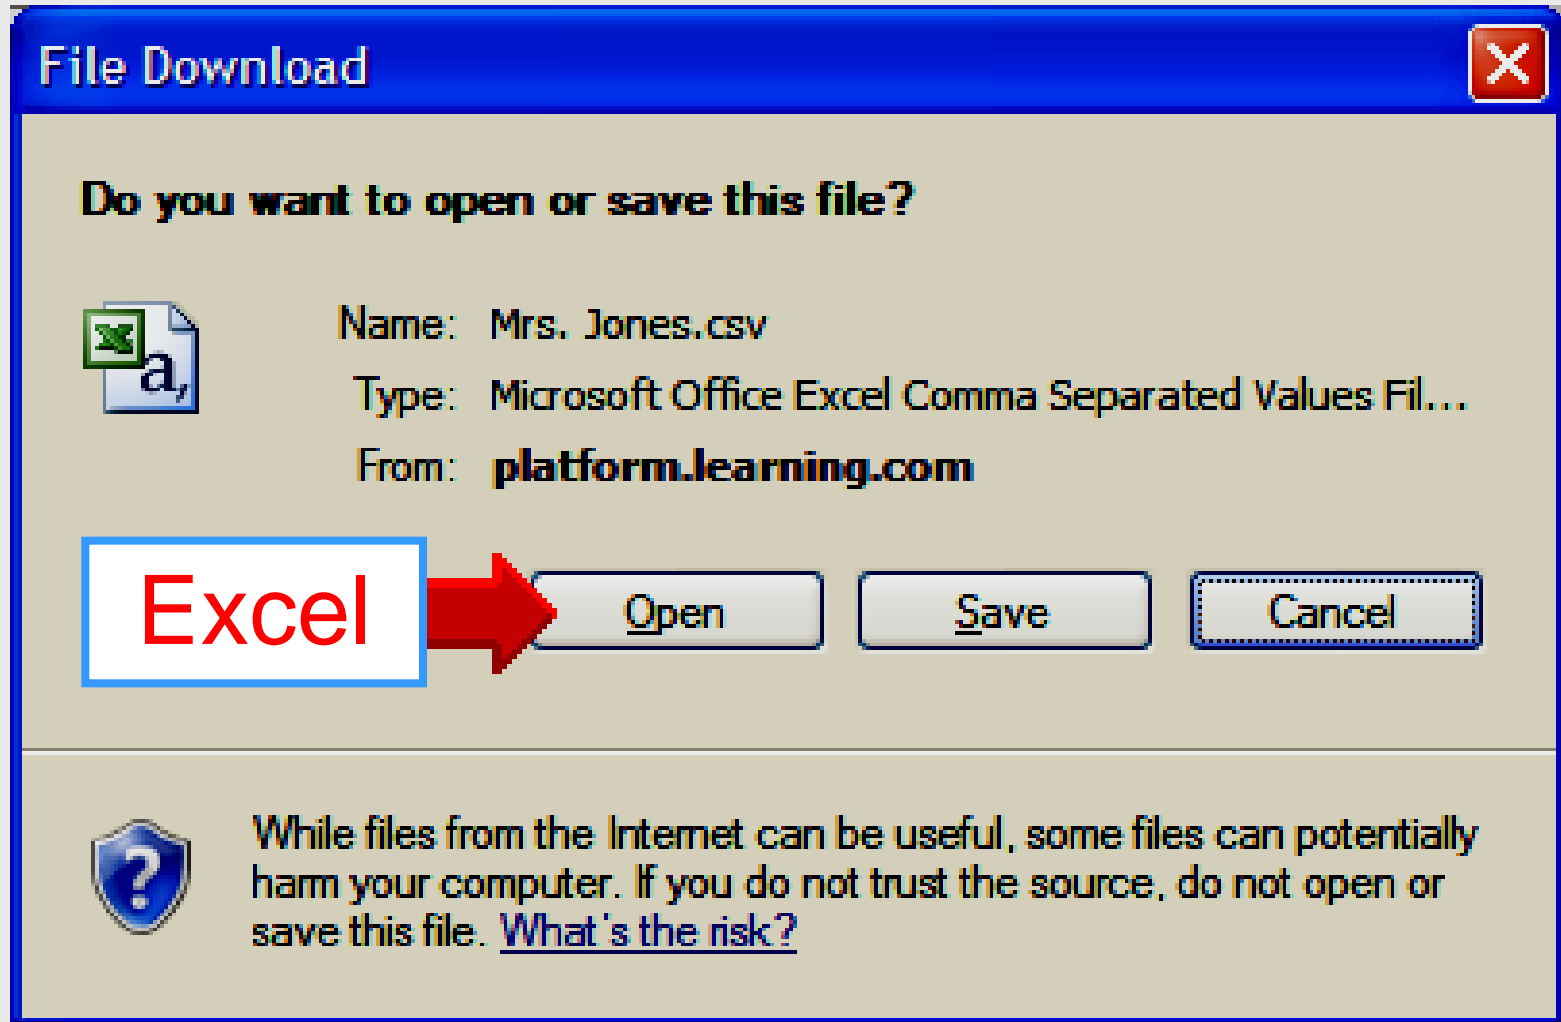 File Download
Do you want to open or save this file?
Name: Mrs. Jones.csv
Type: Microsoft Office Excel Comma Separated Values Fil...
From: platform.learning.com
Excel Open Save Cancel
While files from the Internet can be useful, some files can potentially
harm your computer. If you do not trust the source, do not open or
save this file. What's the risk?